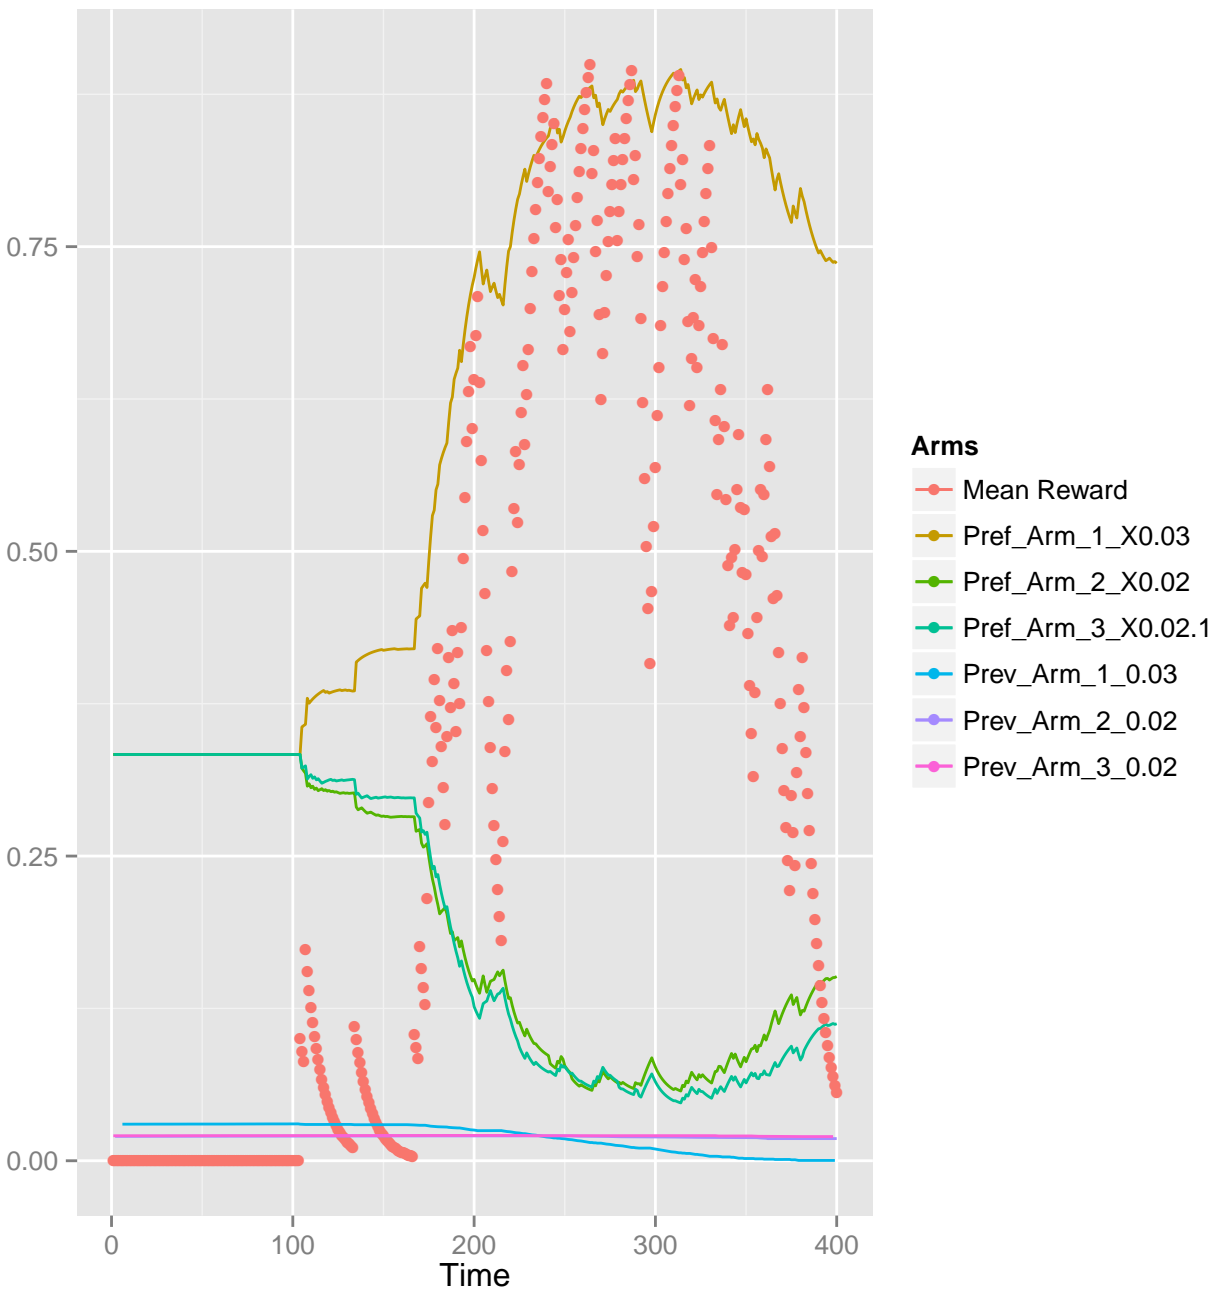 0.75
0.50
0.25
0.00
0
100
200
300
400
Time
Arms
Mean Reward
Pref_Arm_1_X0.03
Pref_Arm_2_X0.02
Pref_Arm_3_X0.02.1
Prev_Arm_1_0.03
Prev_Arm_2_0.02
Prev_Arm_3_0.02